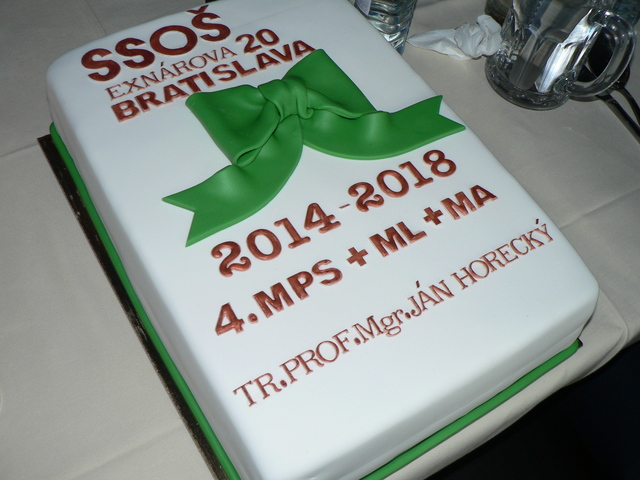 SSOŠ
EXNÁROVA 20
BRATISLAVA
2014-2018
4.MPS+ML+MA
TR.PROF.Mgr.JÁN HORECKÝ